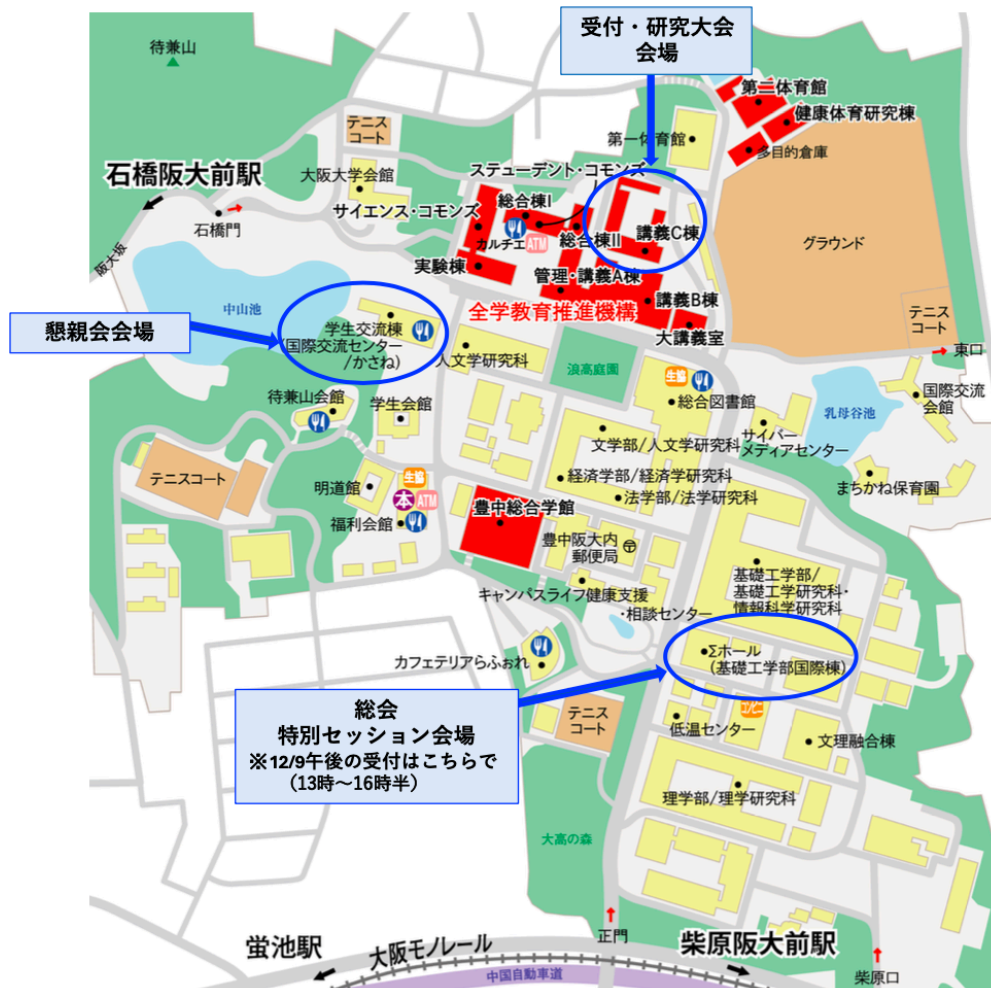 受付・研究大会
会場
待兼山
第二体育館
健康体育研究棟
多目的倉庫
第一体育館
テニス
コート
大阪大学会館
石橋阪大前駅
石橋門
阪大坂
ステューデント・コモンズ
総合棟I
サイエンス・コモンズ
カルチエ
ATM
総合棟II
講義C棟
実験棟
管理・講義A棟
講義B棟
全学教育推進機構
大講義室
グラウンド
テニス
コート
東口
中山池
懇親会会場
学生交流棟
(国際交流センター
/かさね)
人文学研究科
浪高庭園
生協
総合図書館
国際交流
会館
乳母谷池
サイバー
メディアセンター
まちかね保育園
待兼山会館
学生会館
文学部/人文学研究科
経済学部/経済学研究科
法学部/法学研究科
テニスコート
明道館
生協
本
ATM
福利会館
豊中総合学館
豊中阪大内
郵便局
〒
基礎工学部/
基礎工学研究科・
情報科学研究科
キャンパスライフ健康支援
・相談センター
Σホール
(基礎工学部国際棟)
カフェテリアらふぉれ
総会
特別セッション会場
※12/9午後の受付はこちらで
(13時〜16時半)
テニス
コート
コンビニ
低温センター
文理融合棟
理学部/理学研究科
大高の森
正門
蛍池駅
大阪モノレール
柴原阪大前駅
中国自動車道
柴原口